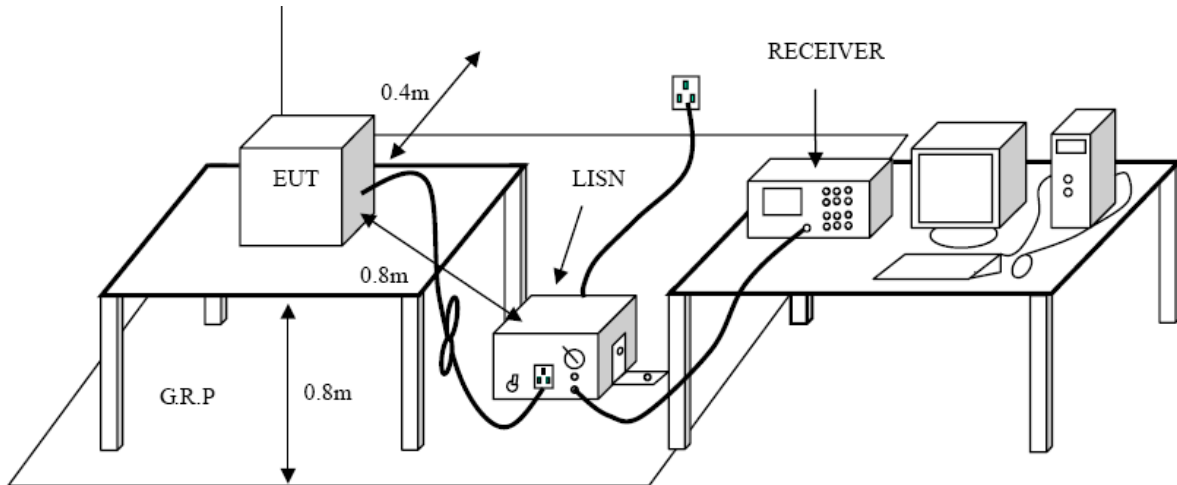 RECEIVER
0.4m
EUT
LISN
0.8m
G.R.P
0.8m